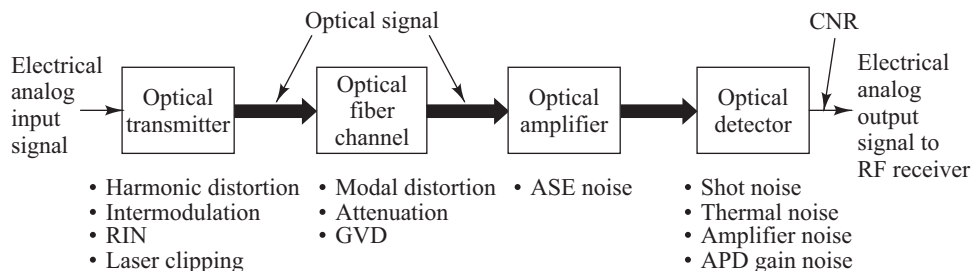 Optical signal
CNR
Electrical
analog
input
signal
Optical
transmitter
Optical
fiber
channel
Optical
amplifier
Optical
detector
Electrical
analog
output
signal to
RF receiver
• Harmonic distortion
• Intermodulation
• RIN
• Laser clipping
• Modal distortion
• Attenuation
• GVD
• ASE noise
• Shot noise
• Thermal noise
• Amplifier noise
• APD gain noise